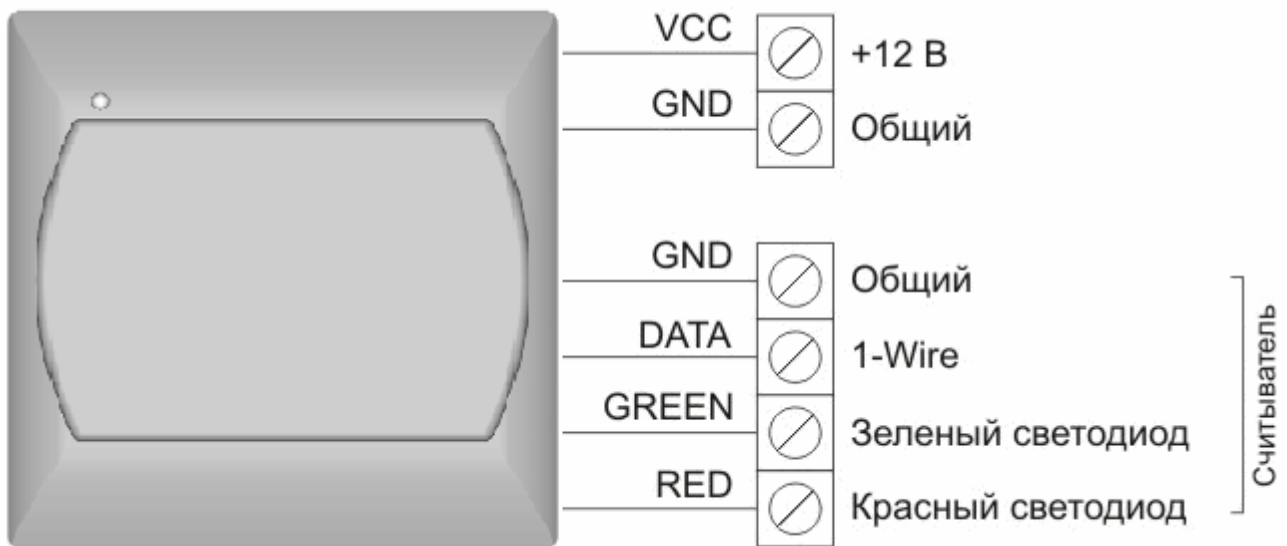 VCC
+12 В
GND
Общий
GND
Общий
DATA
1-Wire
GREEN
Зеленый светодиод
RED
Красный светодиод
Считыватель